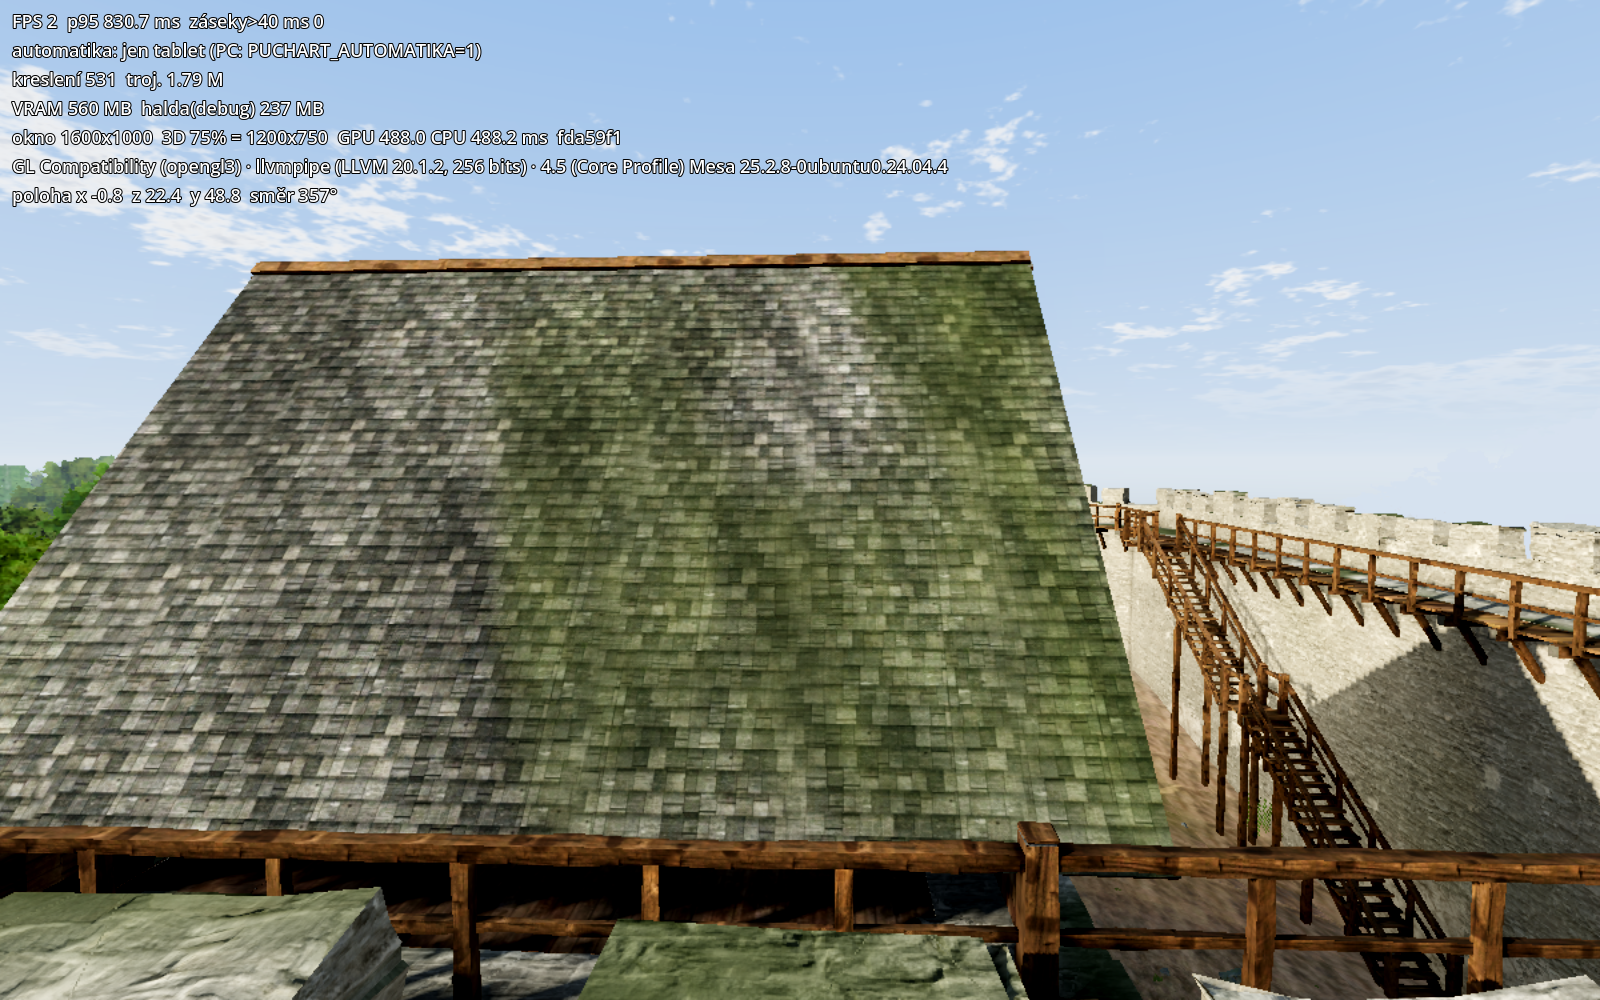 FPS 2  p95 830.7 ms  záseky>40 ms 0
automatika: jen tablet (PC: PUCHART_AUTOMATIKA=1)
kreslení 531  troj. 1.79 M
VRAM 560 MB  halda(debug) 237 MB
okno 1600x1000  3D 75% = 1200x750  GPU 488.0 CPU 488.2 ms  fda59f1
GL Compatibility (opengl3) · llvmpipe (LLVM 20.1.2, 256 bits) · 4.5 (Core Profile) Mesa 25.2.8-0ubuntu0.24.04.4
poloha x -0.8  z 22.4  y 48.8  směr 357°